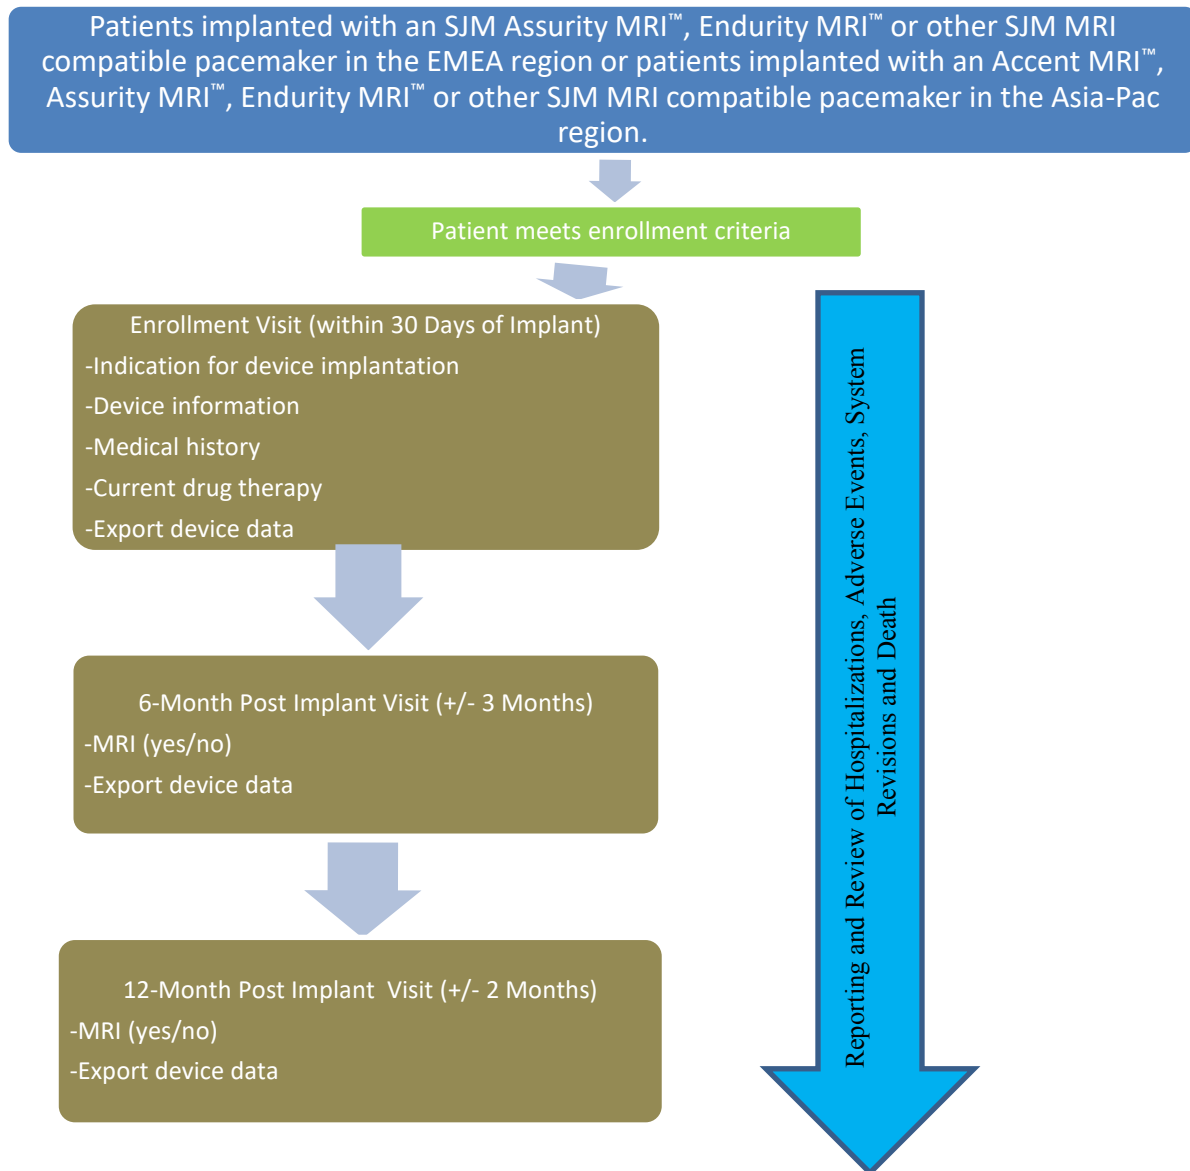 Patients implanted with an SJM Assurity MRI™, Endurity MRI™ or other SJM MRI
compatible pacemaker in the EMEA region or patients implanted with an Accent MRI™,
Assurity MRI™, Endurity MRI™ or other SJM MRI compatible pacemaker in the Asia-Pac
region.
Patient meets enrollment criteria
Enrollment Visit (within 30 Days of Implant)
-Indication for device implantation
-Device information
-Medical history
-Current drug therapy
-Export device data
6-Month Post Implant Visit (+/- 3 Months)
-MRI (yes/no)
-Export device data
12-Month Post Implant  Visit (+/- 2 Months)
-MRI (yes/no)
-Export device data
Reporting and Review of Hospitalizations, Adverse Events, System
Revisions and Death